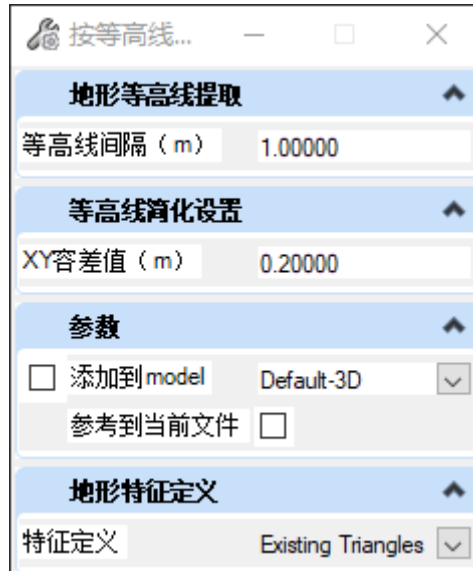 按等高线...
地形等高线提取
等高线间隔（m） 1.00000
等高线简化设置
XY容差值（m） 0.20000
参数
添加到model Default-3D
参考到当前文件
地形特征定义
特征定义 Existing Triangles